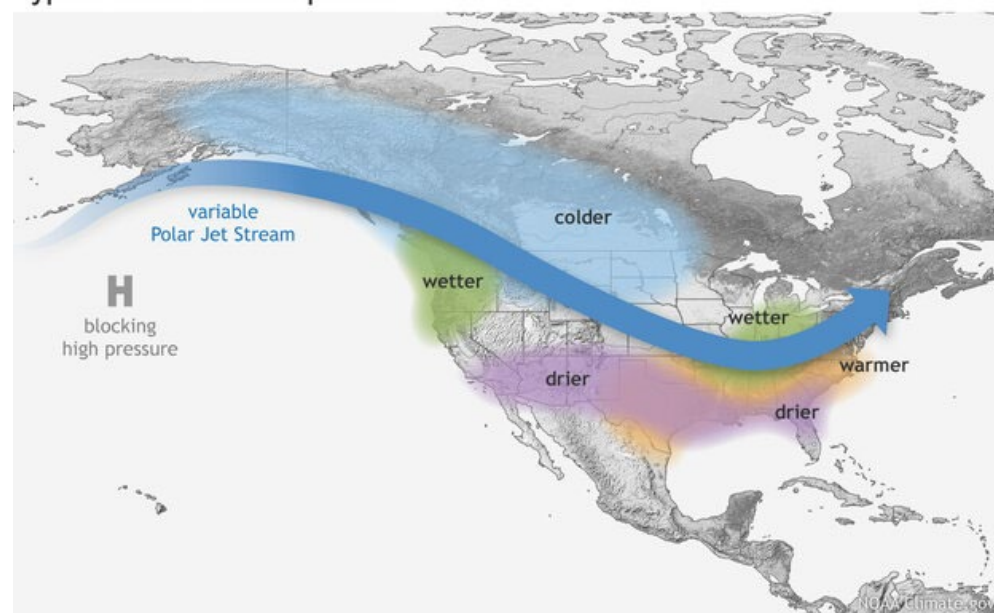 variable
Polar Jet Stream
colder
H
blocking
high pressure
wetter
wetter
warmer
drier
drier
NOAA Climate.gov